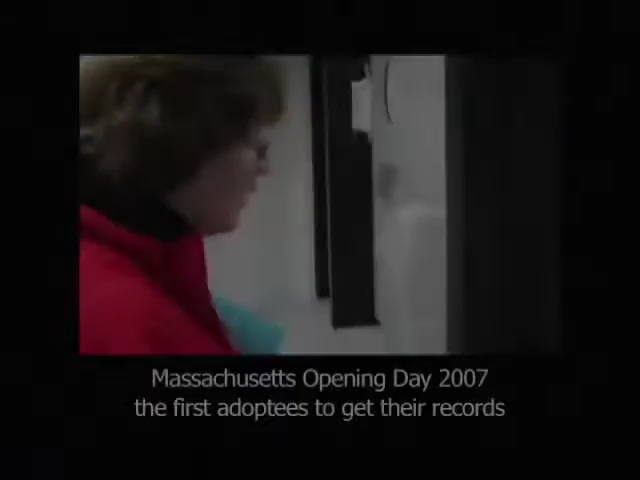 Massachusetts Opening Day 2007
the first adoptees to get their records